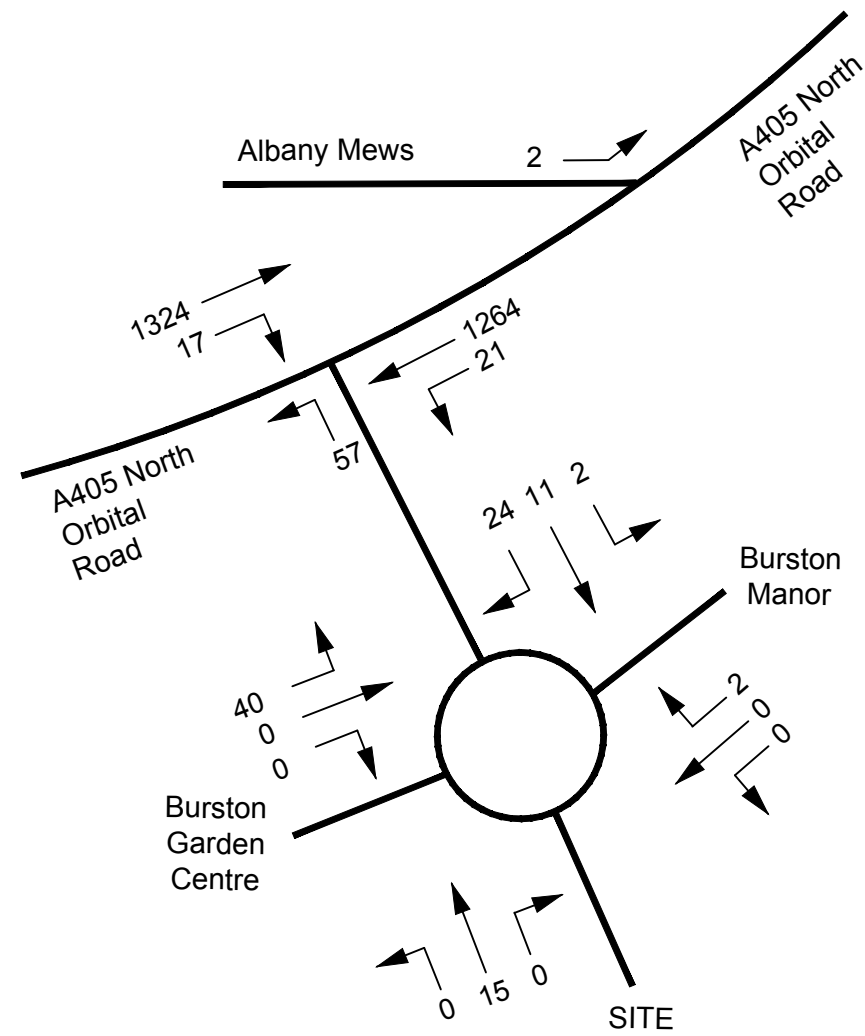 A405 North
Orbital
Road
Albany Mews
2
1324
17
1264
21
57
A405 North
Orbital
Road
24 11 2
Burston
Manor
40
0
0
2
0
0
Burston
Garden
Centre
0 15 0
SITE